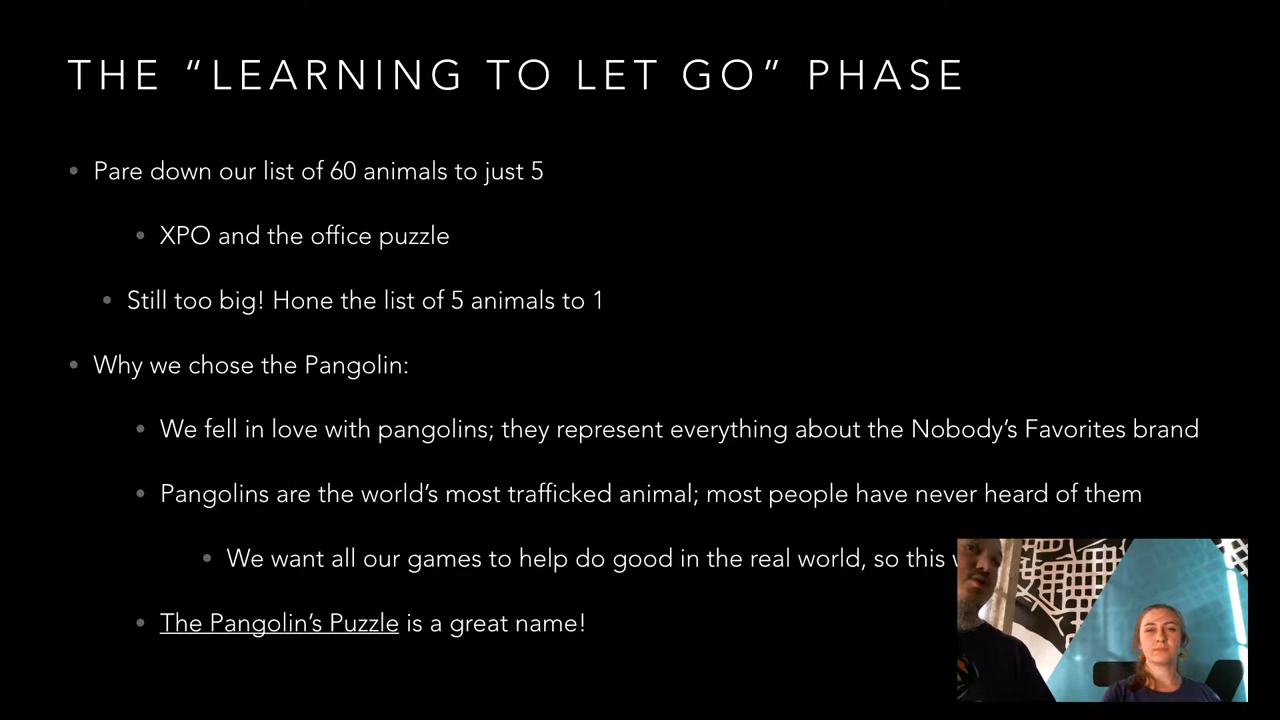 THE “LEARNING TO LET GO” PHASE
• Pare down our list of 60 animals to just 5
• XPO and the office puzzle
• Still too big! Hone the list of 5 animals to 1
• Why we chose the Pangolin:
• We fell in love with pangolins; they represent everything about the Nobody’s Favorites brand
• Pangolins are the world’s most trafficked animal; most people have never heard of them
• We want all our games to help do good in the real world, so this
• The Pangolin’s Puzzle is a great name!